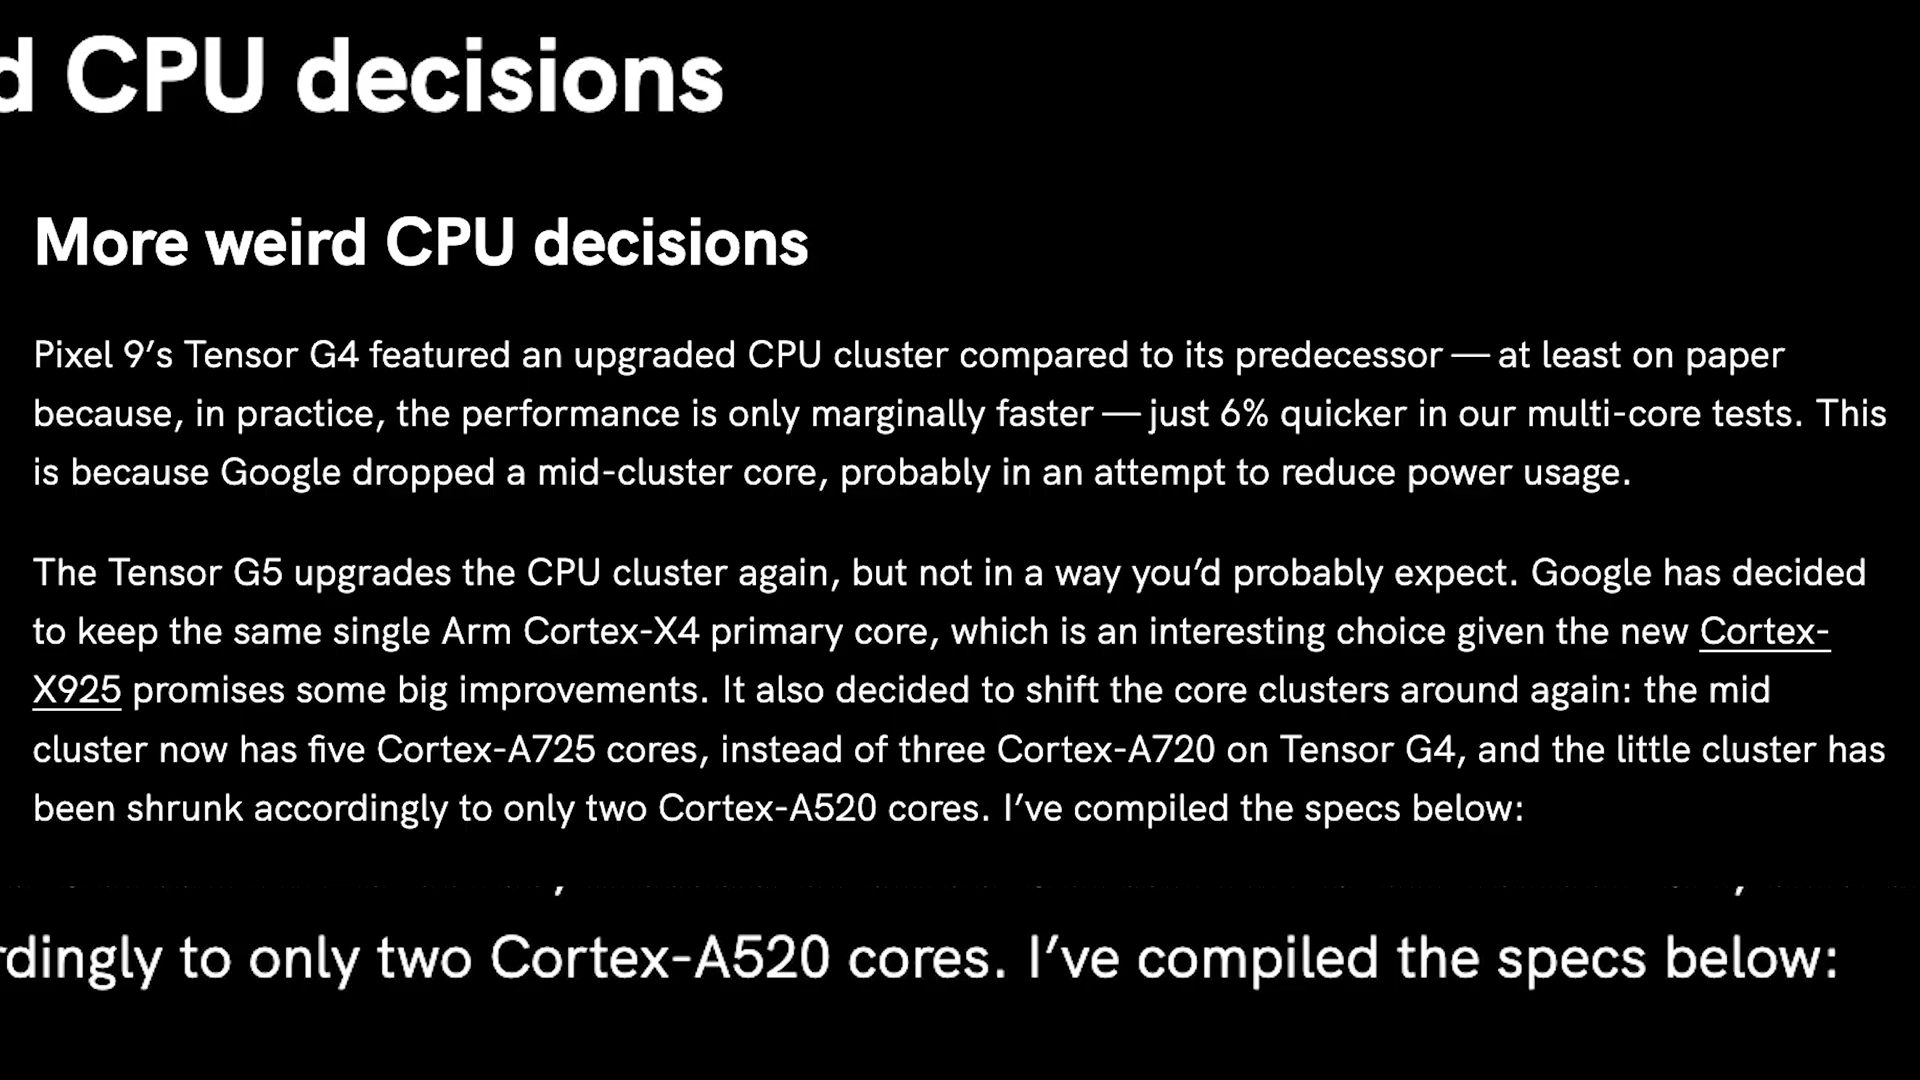 d CPU decisions
More weird CPU decisions
Pixel 9’s Tensor G4 featured an upgraded CPU cluster compared to its predecessor — at least on paper
because, in practice, the performance is only marginally faster — just 6% quicker in our multi-core tests. This
is because Google dropped a mid-cluster core, probably in an attempt to reduce power usage.
The Tensor G5 upgrades the CPU cluster again, but not in a way you’d probably expect. Google has decided
to keep the same single Arm Cortex-X4 primary core, which is an interesting choice given the new Cortex-
X925 promises some big improvements. It also decided to shift the core clusters around again: the mid
cluster now has five Cortex-A725 cores, instead of three Cortex-A720 on Tensor G4, and the little cluster has
been shrunk accordingly to only two Cortex-A520 cores. I’ve compiled the specs below:
rdingly to only two Cortex-A520 cores. I’ve compiled the specs below: